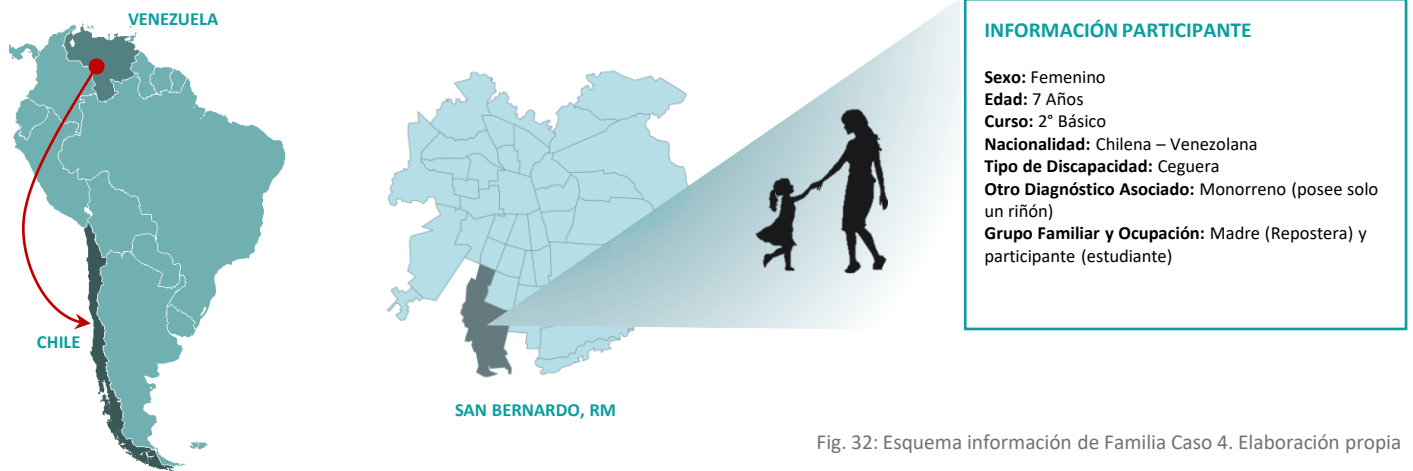 VENEZUELA
CHILE
SAN BERNARDO, RM
INFORMACIÓN PARTICIPANTE
Sexo: Femenino
Edad: 7 Años
Curso: 2° Básico
Nacionalidad: Chilena – Venezolana
Tipo de Discapacidad: Ceguera
Otro Diagnóstico Asociado: Monorreno (posee solo
un riñón)
Grupo Familiar y Ocupación: Madre (Repostera) y
participante (estudiante)
Fig. 32: Esquema información de Familia Caso 4. Elaboración propia